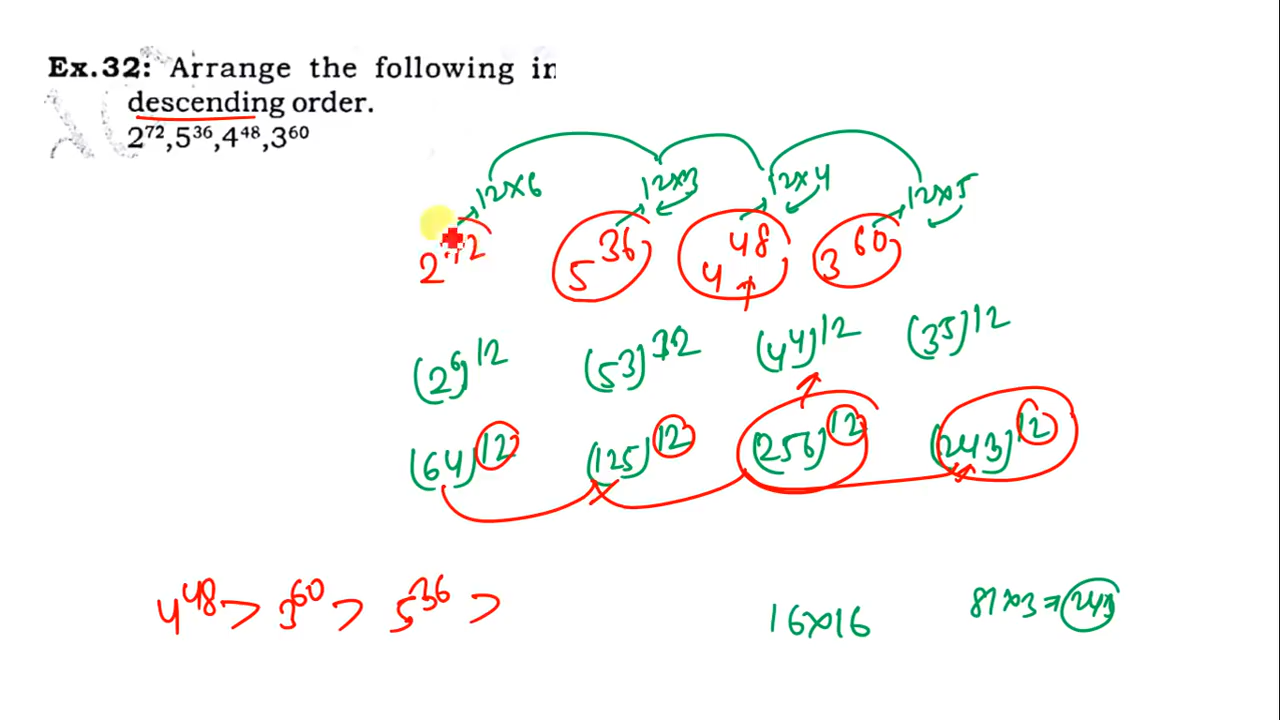 Ex.32: Arrange the following in
descending order.
2⁷²,5³⁶,4⁴⁸,3⁶⁰
12×6 12×3 12×4 12×5
2⁷² 5³⁶ 4⁴⁸ 3⁶⁰
(2⁶)¹² (5³)¹² (4⁴)¹² (3⁵)¹²
(64)¹² (125)¹² (256)¹² (243)¹²
4⁴⁸ > 3⁶⁰ > 5³⁶ >
16×16 81×3=243